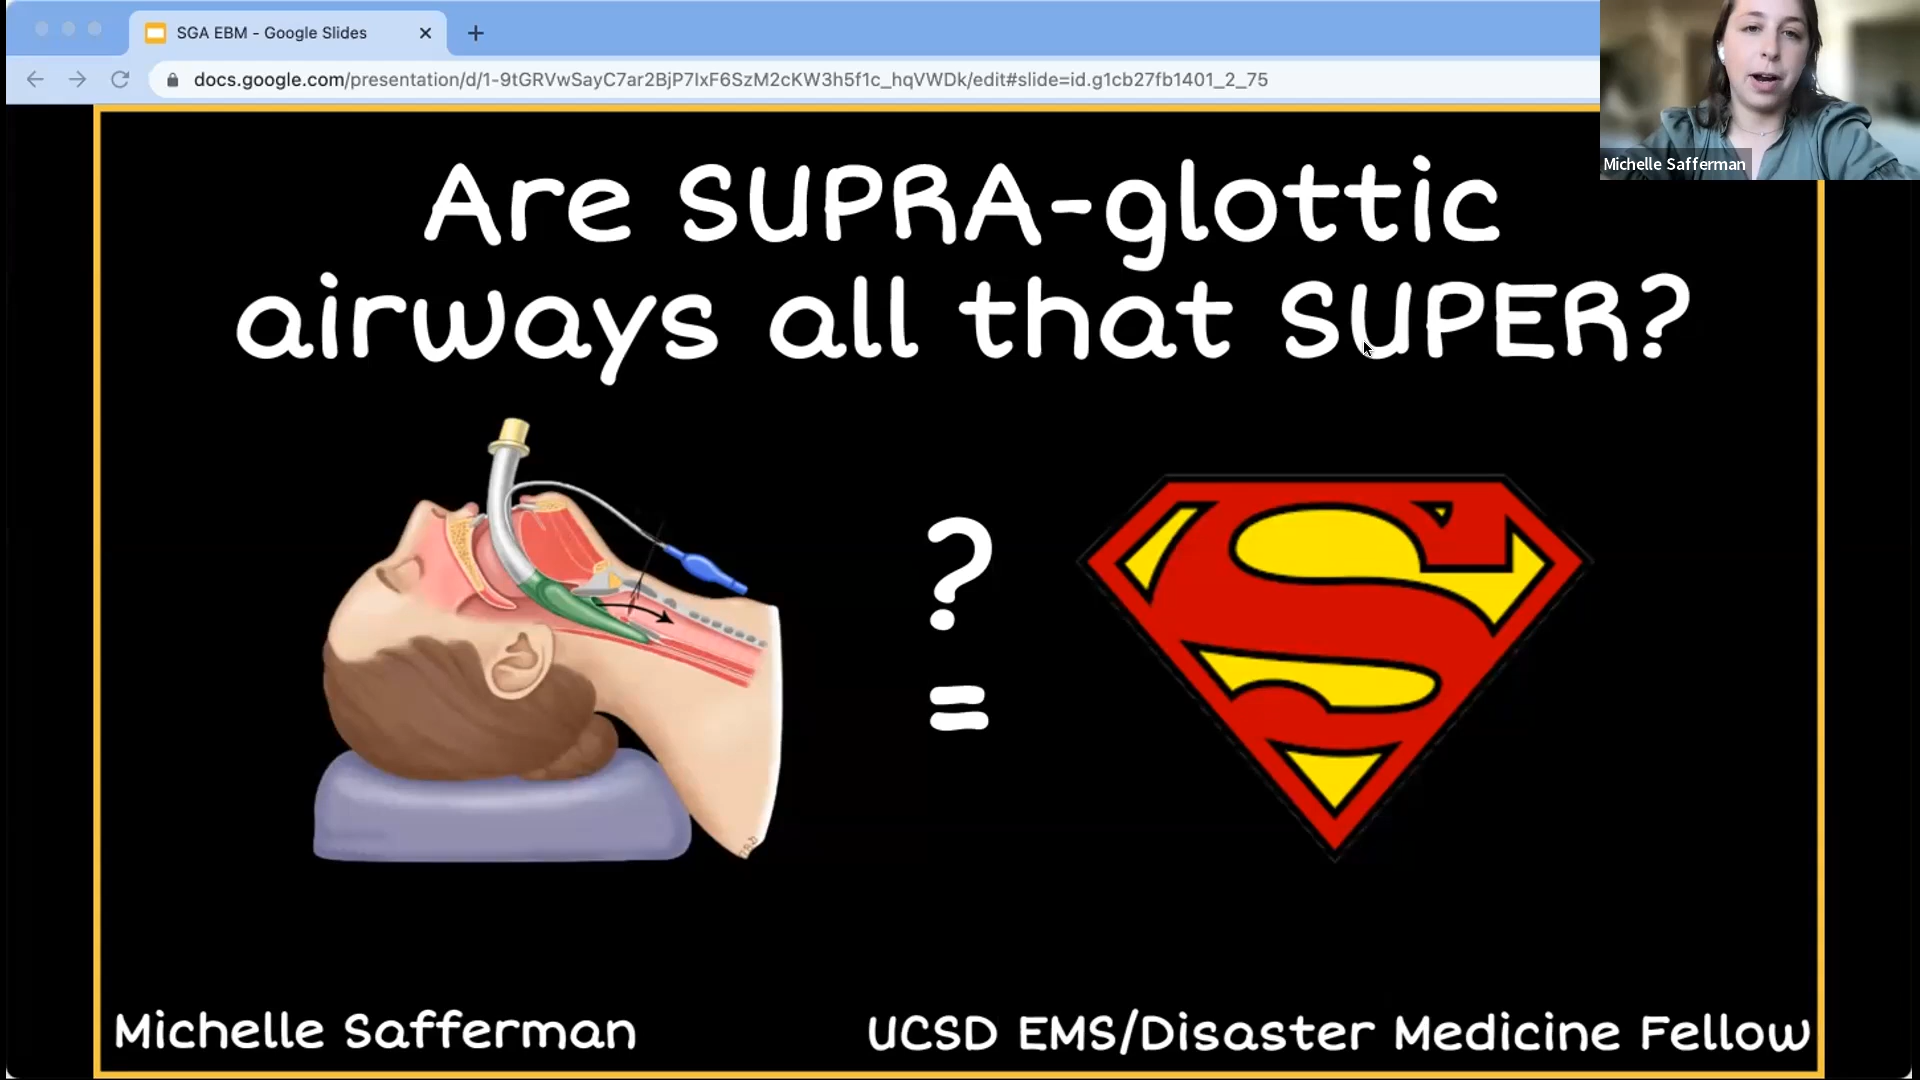 SGA EBM - Google Slides
docs.google.com/presentation/d/1-9tGRVwSayC7ar2BjP7IxF6SzM2cKW3h5f1c_hqVWDk/edit#slide=id.g1cb27fb1401_2_75
Michelle Safferman
Are SUPRA-glottic
airways all that SUPER?
?
=
S
Michelle Safferman
UCSD EMS/Disaster Medicine Fellow